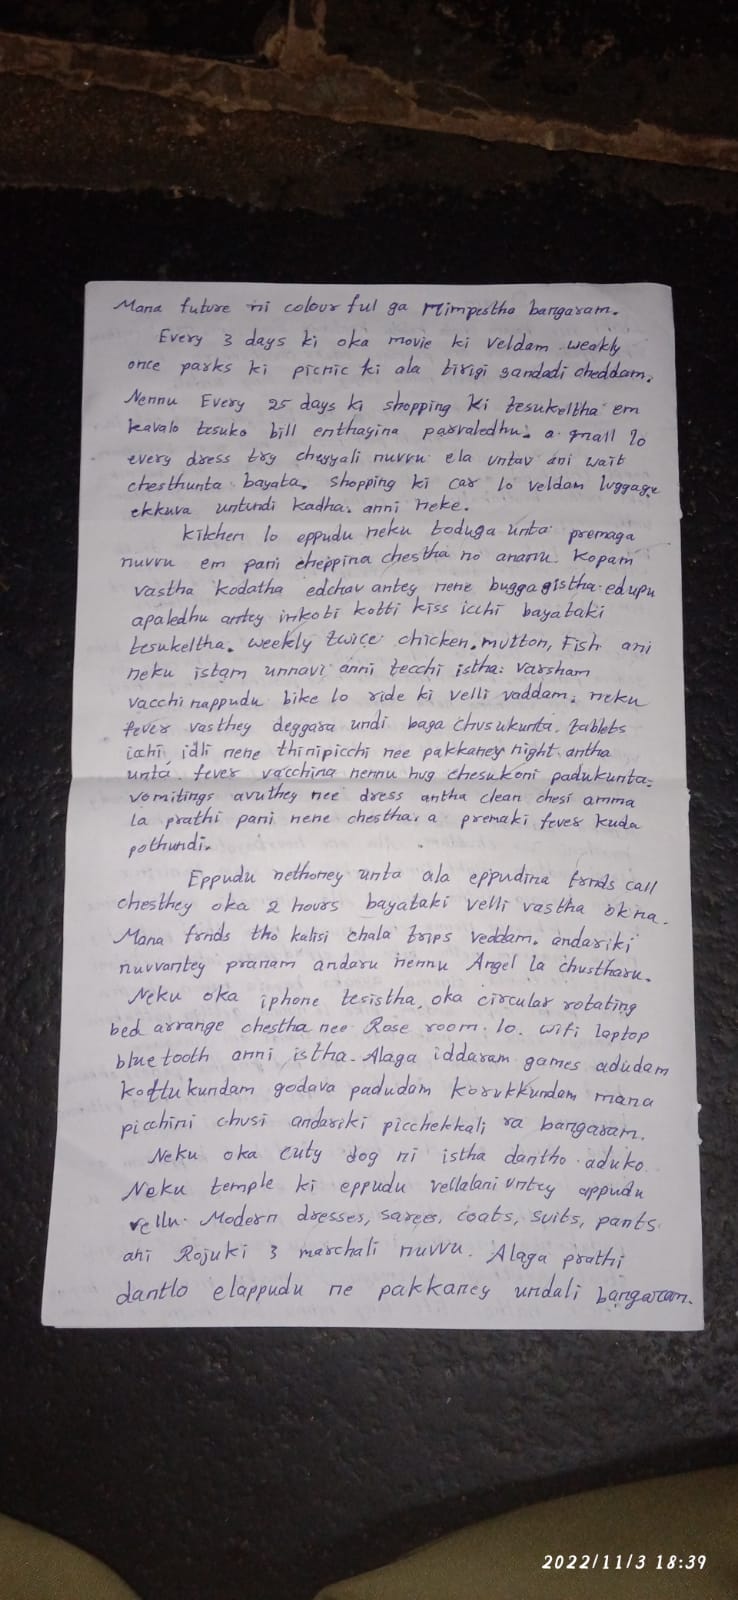 Mana future ni colour ful ga nimpestha bangaram.
Every 3 days ki oka movie ki veldam weakly
once parks ki picnic ki ala tirigi sandadi cheddam.
Nennu Every 25 days ki shopping ki tesukeltha em
kavalo tesuko bill enthayina parvaledhu. a mall lo
every dress try cheyyali nuvvu ela untav ani wait
chesthunta bayata. shopping ki car lo veldam luggage
ekkuva untundi kadha. anni neke.
kitchen lo eppudu neku toduga unta premaga
nuvvu em pani cheppina chestha no ananu. Kopam
vastha kodatha edchav antey nene buggagistha edupu
apaledhu antey inkoti kotti kiss icchi bayataki
tesukeltha. weekly twice chicken, mutton, Fish ani
neku istam unnavi anni tecchi istha. varsham
vacchi nappudu bike lo ride ki velli vaddam. neku
fever vasthey deggara undi baga chusukunta. tablets
icchi idli nene thinipicchi nee pakkaney night antha
unta. fever vacchina nennu hug chesukoni padukunta.
vomitings avuthey nee dress antha clean chesi amma
la prathi pani nene chestha. a premaki fever kuda
pothundi.
Eppudu nethoney unta ala eppudina frnds call
chesthey oka 2 hours bayataki velli vastha okna.
Mana frnds tho kalisi chala trips veddam. andariki
nuvvantey pranam andaru nennu Angel la chustharu.
Neku oka iphone tesistha. oka circular rotating
bed arrange chestha nee Rose room lo. wifi laptop
bluetooth anni istha. Alaga iddaram games adudam
kottukundam godava padudam korukkundam mana
picchini chusi andariki picchekkali ra bangaram.
Neku oka cuty dog ni istha dantho aduko.
Neku temple ki eppudu vellalani untey appudu
vellu. Modern dresses, sarees, coats, suits, pants
ani Rojuki 3 marchali nuvvu. Alaga prathi
dantlo elappudu ne pakkaney undali bangaram.
2022/11/3 18:39